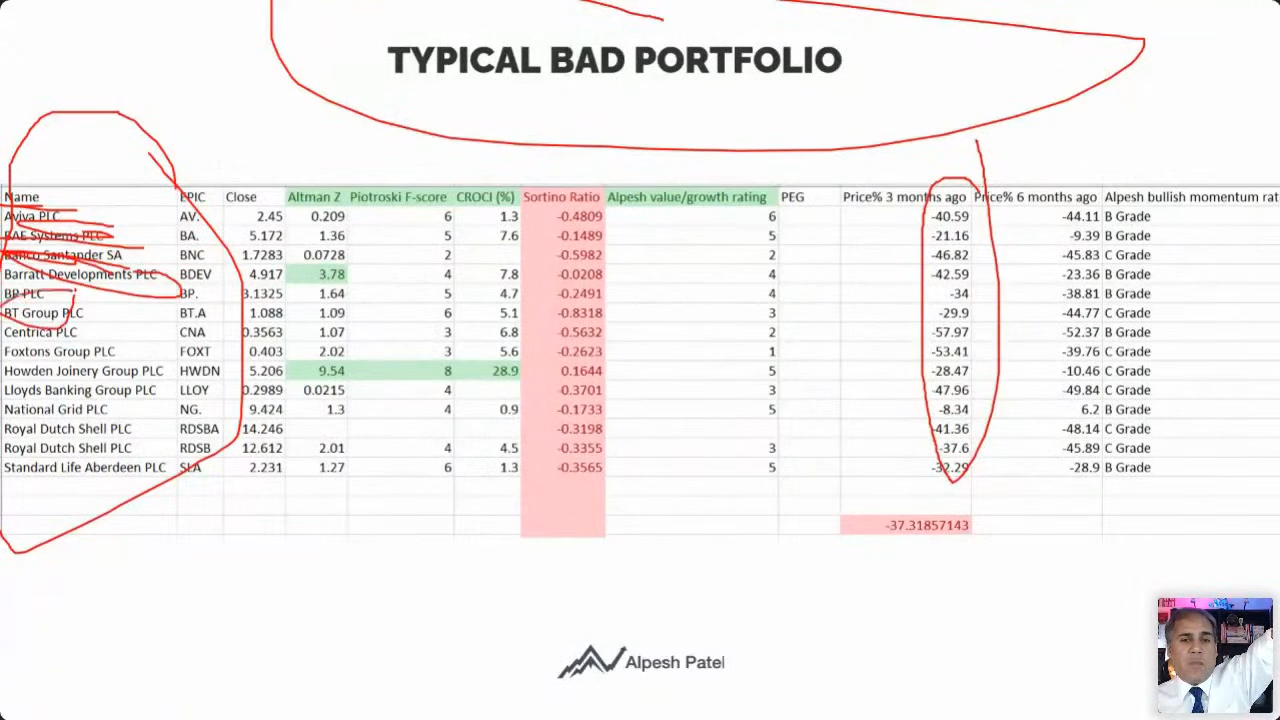 TYPICAL BAD PORTFOLIO
Name EPIC Close Altman Z Piotroski F-score CROCI (%) Sortino Ratio Alpesh value/growth rating PEG Price% 3 months ago Price% 6 months ago Alpesh bullish momentum rat
Aviva PLC AV. 2.45 0.209 6 1.3 -0.4809 6 -40.59 -44.11 B Grade
BAE Systems PLC BA. 5.172 1.36 5 7.6 -0.1489 5 -21.16 -9.39 B Grade
Banco Santander SA BNC 1.7283 0.0728 2 -0.5982 2 -46.82 -45.83 C Grade
Barratt Developments PLC BDEV 4.917 3.78 4 7.8 -0.0208 4 -42.59 -23.36 B Grade
BP PLC BP. 3.1325 1.64 5 4.7 -0.2491 4 -34 -38.81 B Grade
BT Group PLC BT.A 1.088 1.09 6 5.1 -0.8318 3 -29.9 -44.77 C Grade
Centrica PLC CNA 0.3563 1.07 3 6.8 -0.5632 2 -57.97 -52.37 B Grade
Foxtons Group PLC FOXT 0.403 2.02 3 5.6 -0.2623 1 -53.41 -39.76 B Grade
Howden Joinery Group PLC HWDN 5.206 9.54 8 28.9 0.1644 5 -28.47 -10.46 B Grade
Lloyds Banking Group PLC LLOY 0.2989 0.0215 4 -0.3701 3 -47.96 -49.84 C Grade
National Grid PLC NG. 9.424 1.3 4 0.9 -0.1733 5 -8.34 6.2 B Grade
Royal Dutch Shell PLC RDSBA 14.246 -0.3198 -41.36 -48.14 C Grade
Royal Dutch Shell PLC RDSB 12.612 2.01 4 4.5 -0.3355 3 -37.6 -45.89 C Grade
Standard Life Aberdeen PLC SLA 2.231 1.27 6 1.3 -0.3565 5 -32.29 -28.9 B Grade
-37.31857143
Alpesh Patel